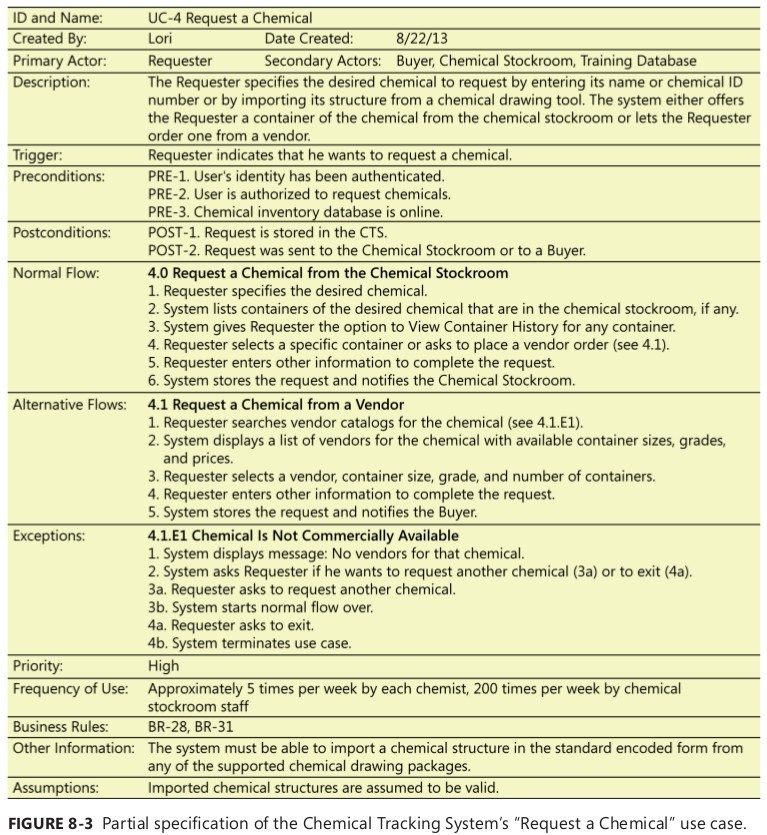 ID and Name: UC-4 Request a Chemical
Created By: Lori Date Created: 8/22/13
Primary Actor: Requester Secondary Actors: Buyer, Chemical Stockroom, Training Database
Description: The Requester specifies the desired chemical to request by entering its name or chemical ID
number or by importing its structure from a chemical drawing tool. The system either offers
the Requester a container of the chemical from the chemical stockroom or lets the Requester
order one from a vendor.
Trigger: Requester indicates that he wants to request a chemical.
Preconditions: PRE-1. User's identity has been authenticated.
PRE-2. User is authorized to request chemicals.
PRE-3. Chemical inventory database is online.
Postconditions: POST-1. Request is stored in the CTS.
POST-2. Request was sent to the Chemical Stockroom or to a Buyer.
Normal Flow: 4.0 Request a Chemical from the Chemical Stockroom
1. Requester specifies the desired chemical.
2. System lists containers of the desired chemical that are in the chemical stockroom, if any.
3. System gives Requester the option to View Container History for any container.
4. Requester selects a specific container or asks to place a vendor order (see 4.1).
5. Requester enters other information to complete the request.
6. System stores the request and notifies the Chemical Stockroom.
Alternative Flows: 4.1 Request a Chemical from a Vendor
1. Requester searches vendor catalogs for the chemical (see 4.1.E1).
2. System displays a list of vendors for the chemical with available container sizes, grades,
and prices.
3. Requester selects a vendor, container size, grade, and number of containers.
4. Requester enters other information to complete the request.
5. System stores the request and notifies the Buyer.
Exceptions: 4.1.E1 Chemical Is Not Commercially Available
1. System displays message: No vendors for that chemical.
2. System asks Requester if he wants to request another chemical (3a) or to exit (4a).
3a. Requester asks to request another chemical.
3b. System starts normal flow over.
4a. Requester asks to exit.
4b. System terminates use case.
Priority: High
Frequency of Use: Approximately 5 times per week by each chemist, 200 times per week by chemical
stockroom staff
Business Rules: BR-28, BR-31
Other Information: The system must be able to import a chemical structure in the standard encoded form from
any of the supported chemical drawing packages.
Assumptions: Imported chemical structures are assumed to be valid.
FIGURE 8-3 Partial specification of the Chemical Tracking System's “Request a Chemical” use case.